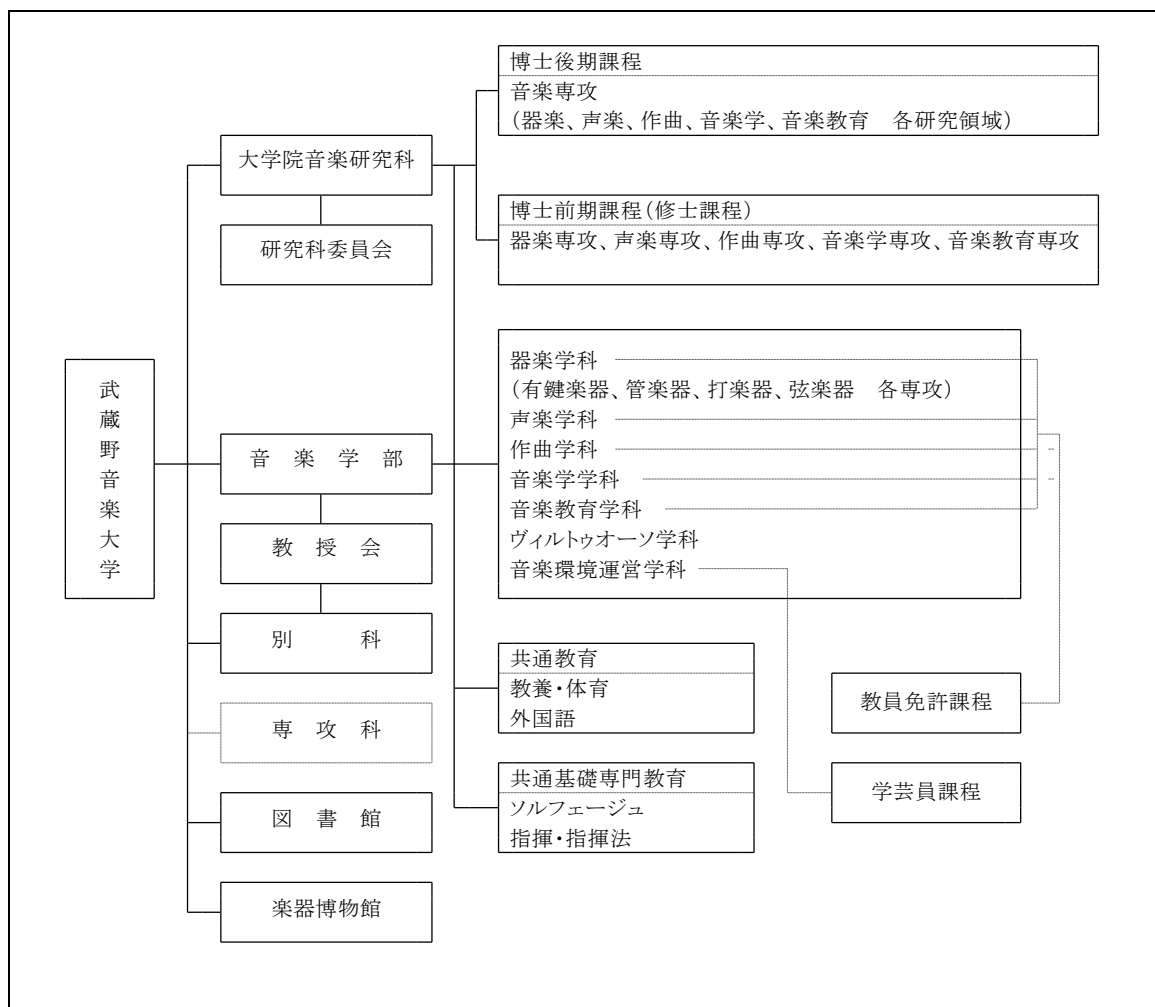 武蔵野音楽大学
大学院音楽研究科
研究科委員会
音楽学部
教授会
別科
専攻科
図書館
楽器博物館
博士後期課程
音楽専攻
(器楽、声楽、作曲、音楽学、音楽教育　各研究領域)
博士前期課程(修士課程)
器楽専攻、声楽専攻、作曲専攻、音楽学専攻、音楽教育専攻
器楽学科
(有鍵楽器、管楽器、打楽器、弦楽器　各専攻)
声楽学科
作曲学科
音楽学学科
音楽教育学科
ヴィルトゥオーソ学科
音楽環境運営学科
共通教育
教養・体育
外国語
共通基礎専門教育
ソルフェージュ
指揮・指揮法
教員免許課程
学芸員課程